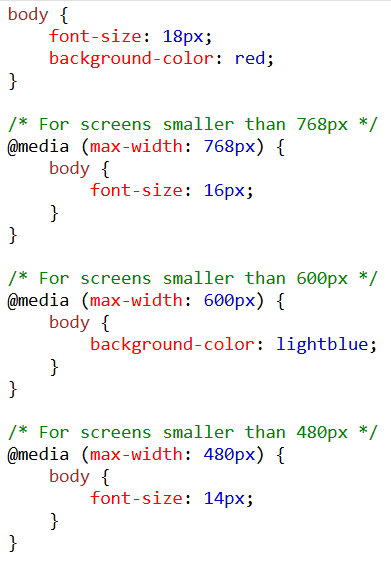 body {
    font-size: 18px;
    background-color: red;
}

/* For screens smaller than 768px */
@media (max-width: 768px) {
    body {
        font-size: 16px;
    }
}

/* For screens smaller than 600px */
@media (max-width: 600px) {
    body {
        background-color: lightblue;
    }
}

/* For screens smaller than 480px */
@media (max-width: 480px) {
    body {
        font-size: 14px;
    }
}